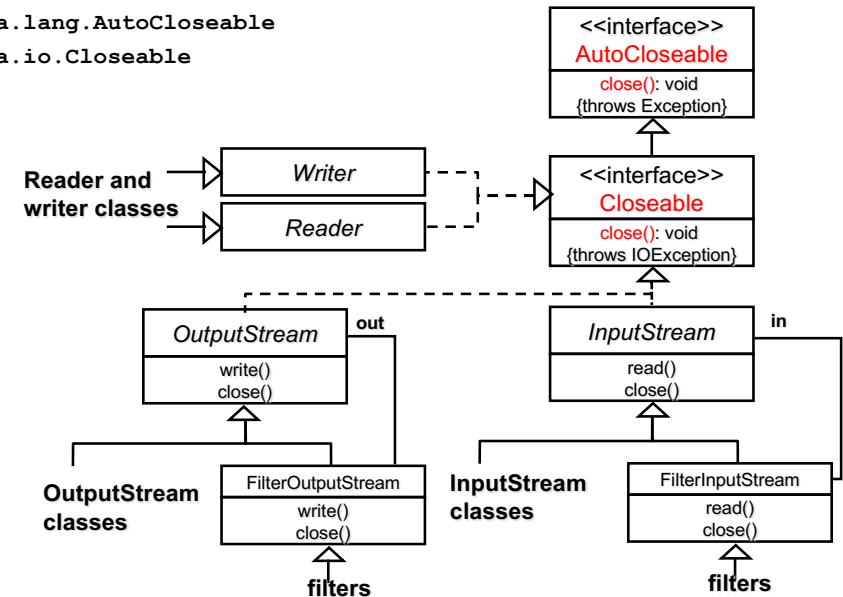 a.lang.AutoCloseable
a.io.Closeable
<<interface>>
AutoCloseable
close(): void
{throws Exception}
Reader and
writer classes
Writer
Reader
<<interface>>
Closeable
close(): void
{throws IOException}
OutputStream
write()
close()
out
InputStream
read()
close()
in
OutputStream
classes
FilterOutputStream
write()
close()
filters
InputStream
classes
FilterInputStream
read()
close()
filters